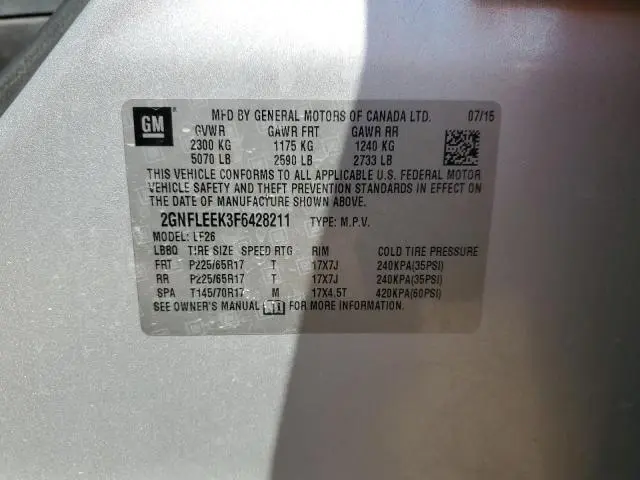 GM
MFD BY GENERAL MOTORS OF CANADA LTD. 07/15
GVWR GAWR FRT GAWR RR
2300 KG 1175 KG 1240 KG
5070 LB 2590 LB 2733 LB
THIS VEHICLE CONFORMS TO ALL APPLICABLE U.S. FEDERAL MOTOR
VEHICLE SAFETY AND THEFT PREVENTION STANDARDS IN EFFECT ON
THE DATE OF MANUFACTURE SHOWN ABOVE.
2GNFLEEK3F6428211 TYPE: M.P.V.
MODEL: LF26
LBBQ TIRE SIZE SPEED RTG RIM COLD TIRE PRESSURE
FRT P225/65R17 T 17X7J 240KPA(35PSI)
RR P225/65R17 T 17X7J 240KPA(35PSI)
SPA T145/70R17 M 17X4.5T 420KPA(60PSI)
SEE OWNER'S MANUAL FOR MORE INFORMATION.